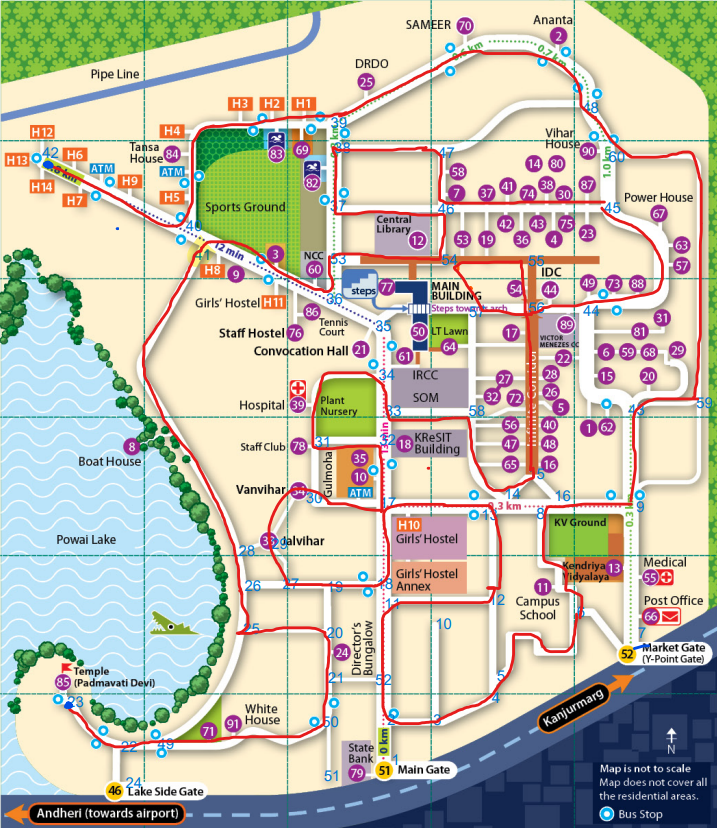 SAMEER
70
Ananta
2
0.6 km
0.7 km
Pipe Line
DRDO
25
48
H3
H2
H1
39
H12
H4
38
Vihar
House
90
60
H13
42
H6
Tansa
House
84
83
69
47
14
80
ATM
0.8 km
ATM
82
58
H14
H7
H9
H5
7
37
41
74
38
30
87
1.0 km
37
46
45
Power House
40
Sports Ground
Central
Library
12
42
43
75
67
53
19
36
4
23
41
12 min
3
NCC
60
33
54
55
63
H8
9
57
steps
77
MAIN
BUILDING
54
IDC
44
49
73
88
Girls' Hostel
H11
36
Steps towards arch
56
44
86
Tennis
Court
35
50
LT Lawn
17
89
VICTOR
MENEZES CC
31
Staff Hostel
76
81
Convocation Hall
21
61
64
22
6
59
68
29
34
IRCC
27
28
15
20
Hospital
39
Plant
Nursery
SOM
32
72
26
59
33
58
5
43
56
40
1
62
Staff Club
78
31
32
18
KReSIT
Building
47
48
8
Boat House
Gulmoha
35
65
16
10
Vanvihar
34
30
ATM
17
15
14
16
13
0.3 km
9
H10
Girls' Hostel
KV Ground
0.3 km
Powai Lake
28
33
29
Jalvihar
Girls' Hostel
Annex
Kendriya
Vidyalaya
13
Medical
55
26
27
19
18
11
12
11
Campus
School
Post Office
66
25
20
10
8
7
Director's
Bungalow
24
52
Market Gate
(Y-Point Gate)
Temple
(Padmavati Devi)
85
21
52
5
23
4
Kanjurmarg
White
House
71
91
50
2
3
N
22
49
0 km
State
Bank
79
1
51
51
Main Gate
Map is not to scale
Map does not cover all
the residential areas.
24
46
Lake Side Gate
Bus Stop
Andheri (towards airport)